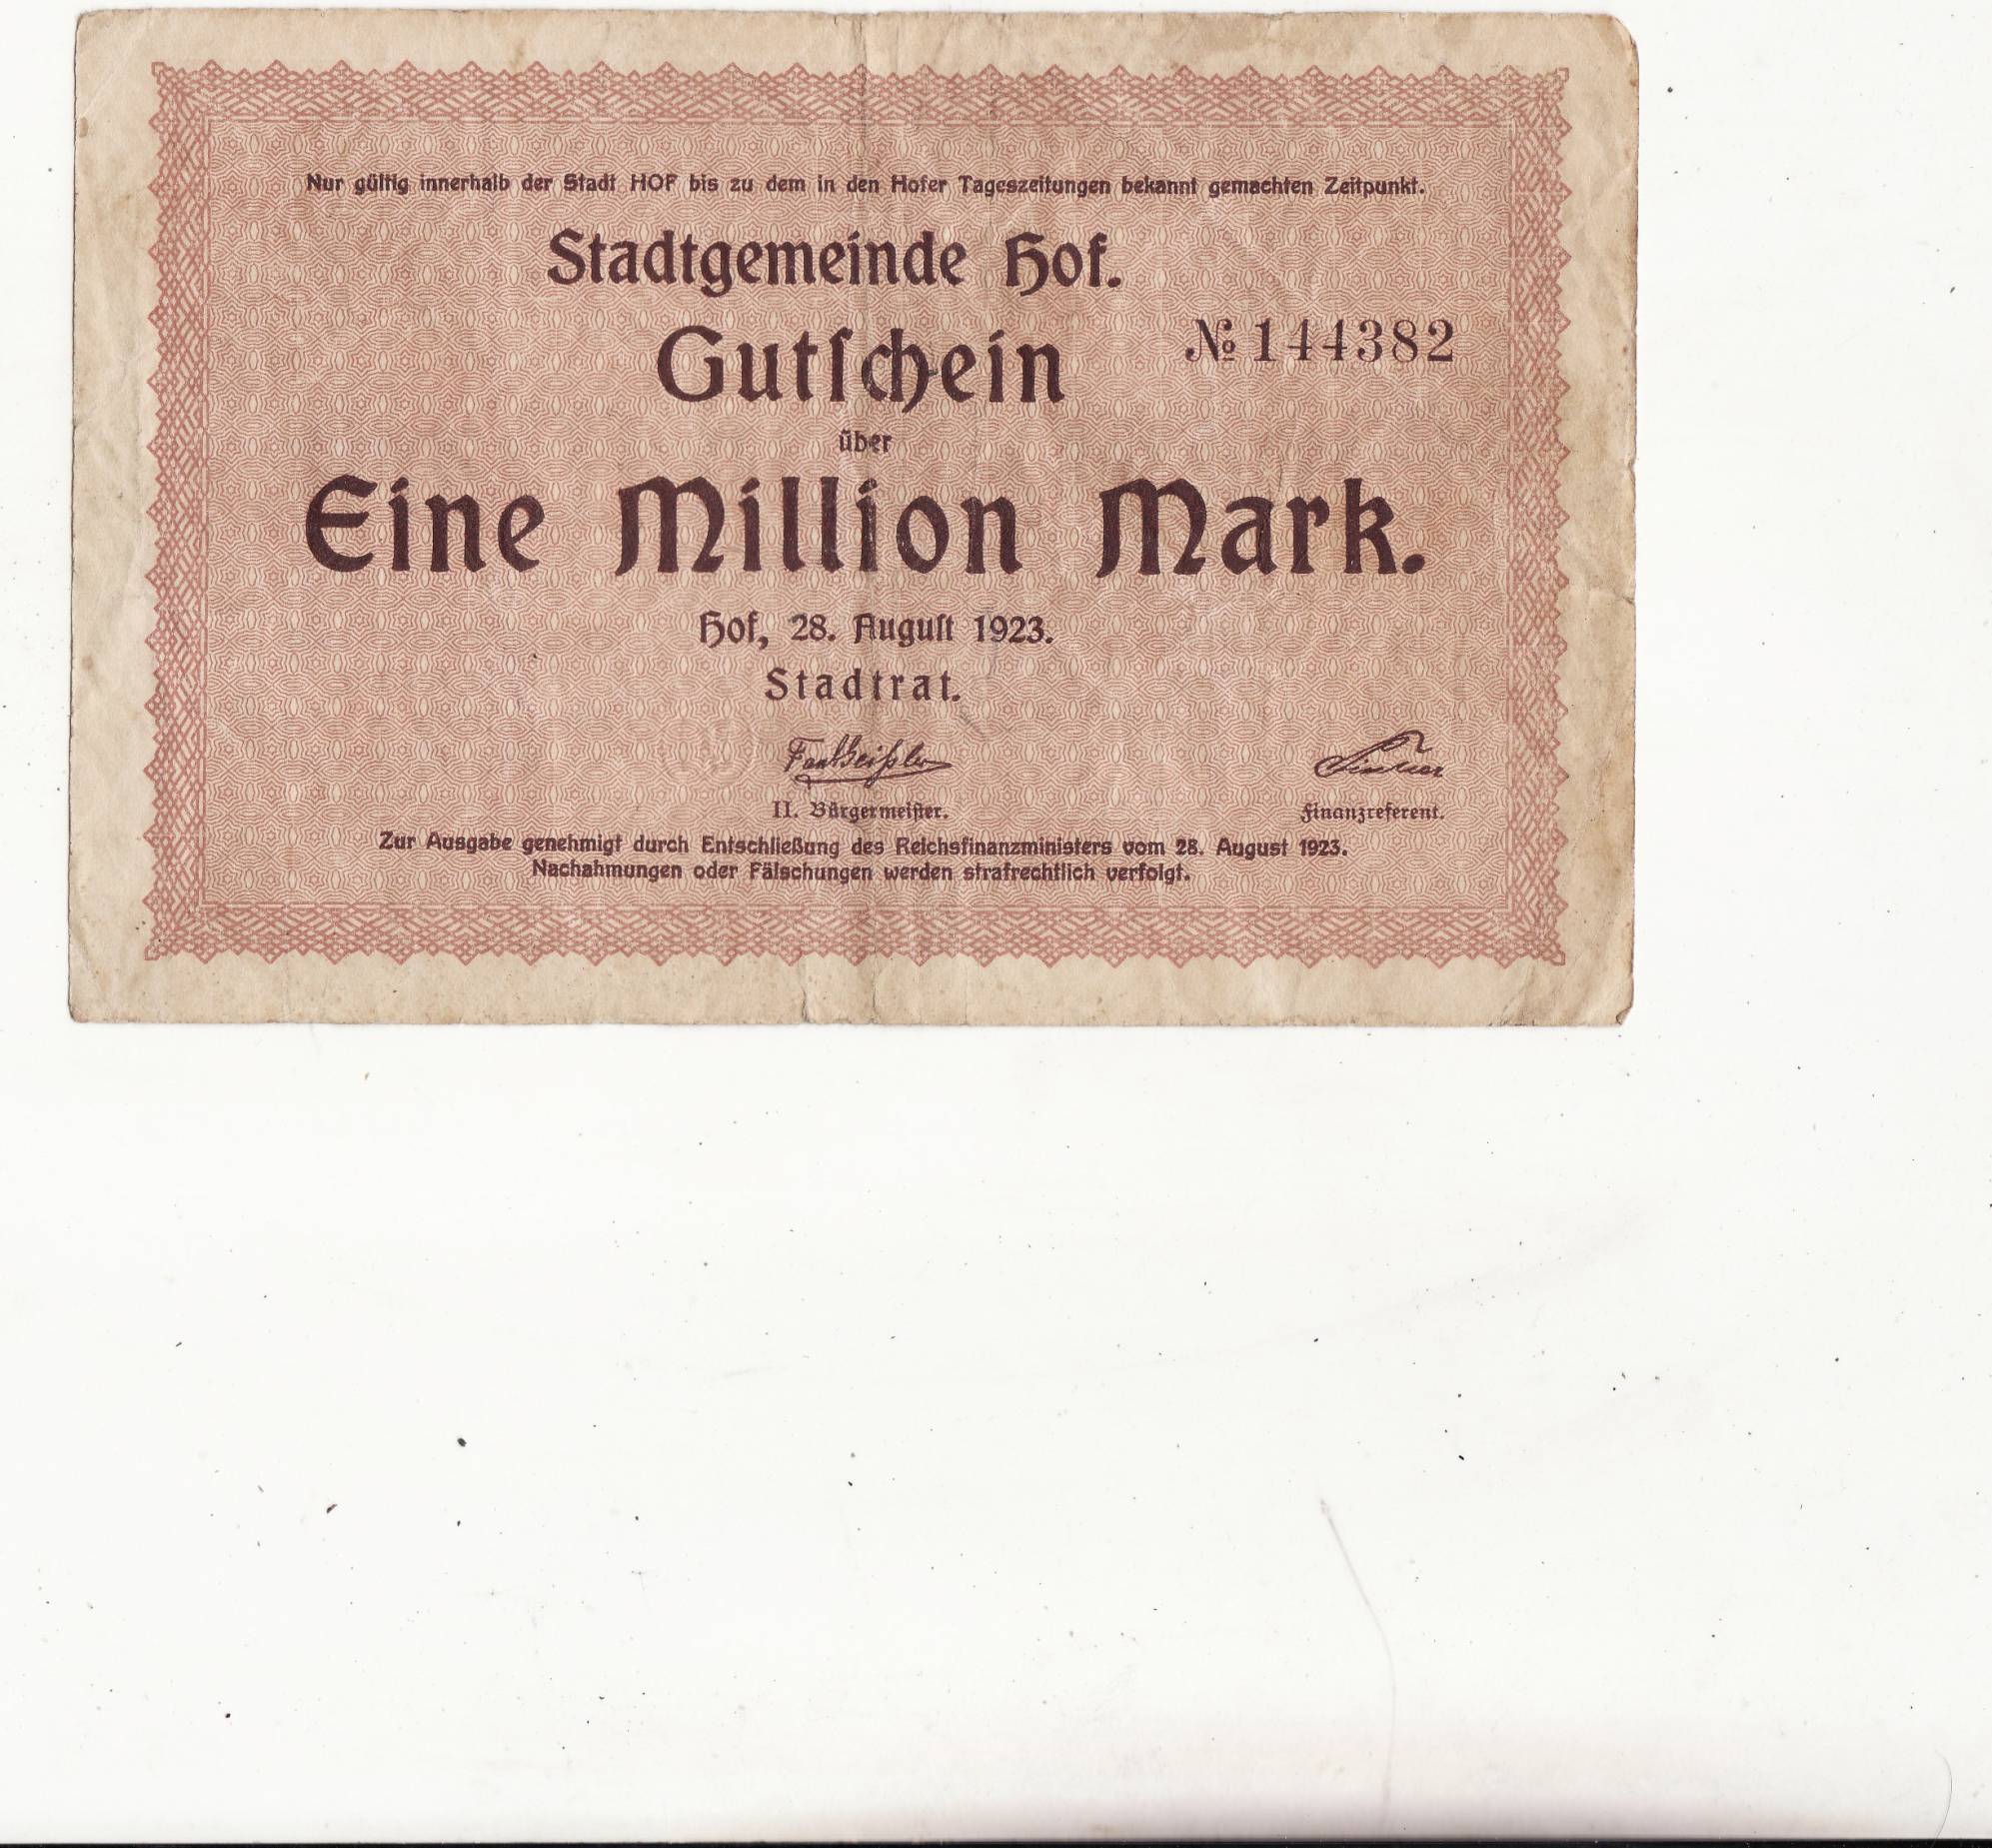 Nur gültig innerhalb der Stadt HOF bis zu dem in den Hofer Tageszeitungen bekannt gemachten Zeitpunkt.
Stadtgemeinde Hof.
Gutſchein
№ 144382
über
Eine Million Mark.
Hof, 28. Auguſt 1923.
Stadtrat.
II. Bürgermeiſter.
Finanzreferent.
Zur Ausgabe genehmigt durch Entschließung des Reichsfinanzministers vom 28. August 1923.
Nachahmungen oder Fälschungen werden strafrechtlich verfolgt.